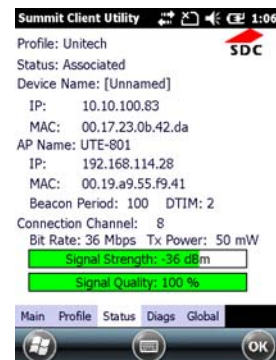 Summit Client Utility 1:06
SDC
Profile: Unitech
Status: Associated
Device Name: [Unnamed]
IP: 10.10.100.83
MAC: 00.17.23.0b.42.da
AP Name: UTE-801
IP: 192.168.114.28
MAC: 00.19.a9.55.f9.41
Beacon Period: 100 DTIM: 2
Connection Channel: 8
Bit Rate: 36 Mbps Tx Power: 50 mW
Signal Strength: -36 dBm
Signal Quality: 100 %
Main Profile Status Diags Global
OK